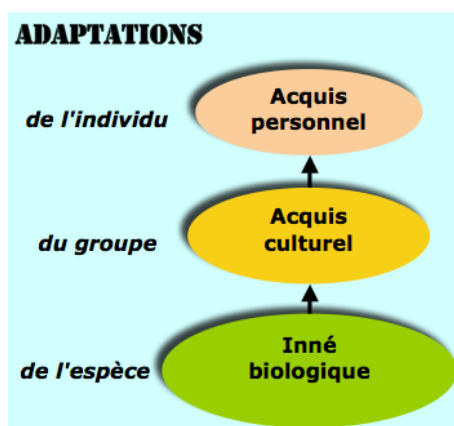 ADAPTATIONS
de l'individu
Acquis
personnel
du groupe
Acquis
culturel
de l'espèce
Inné
biologique